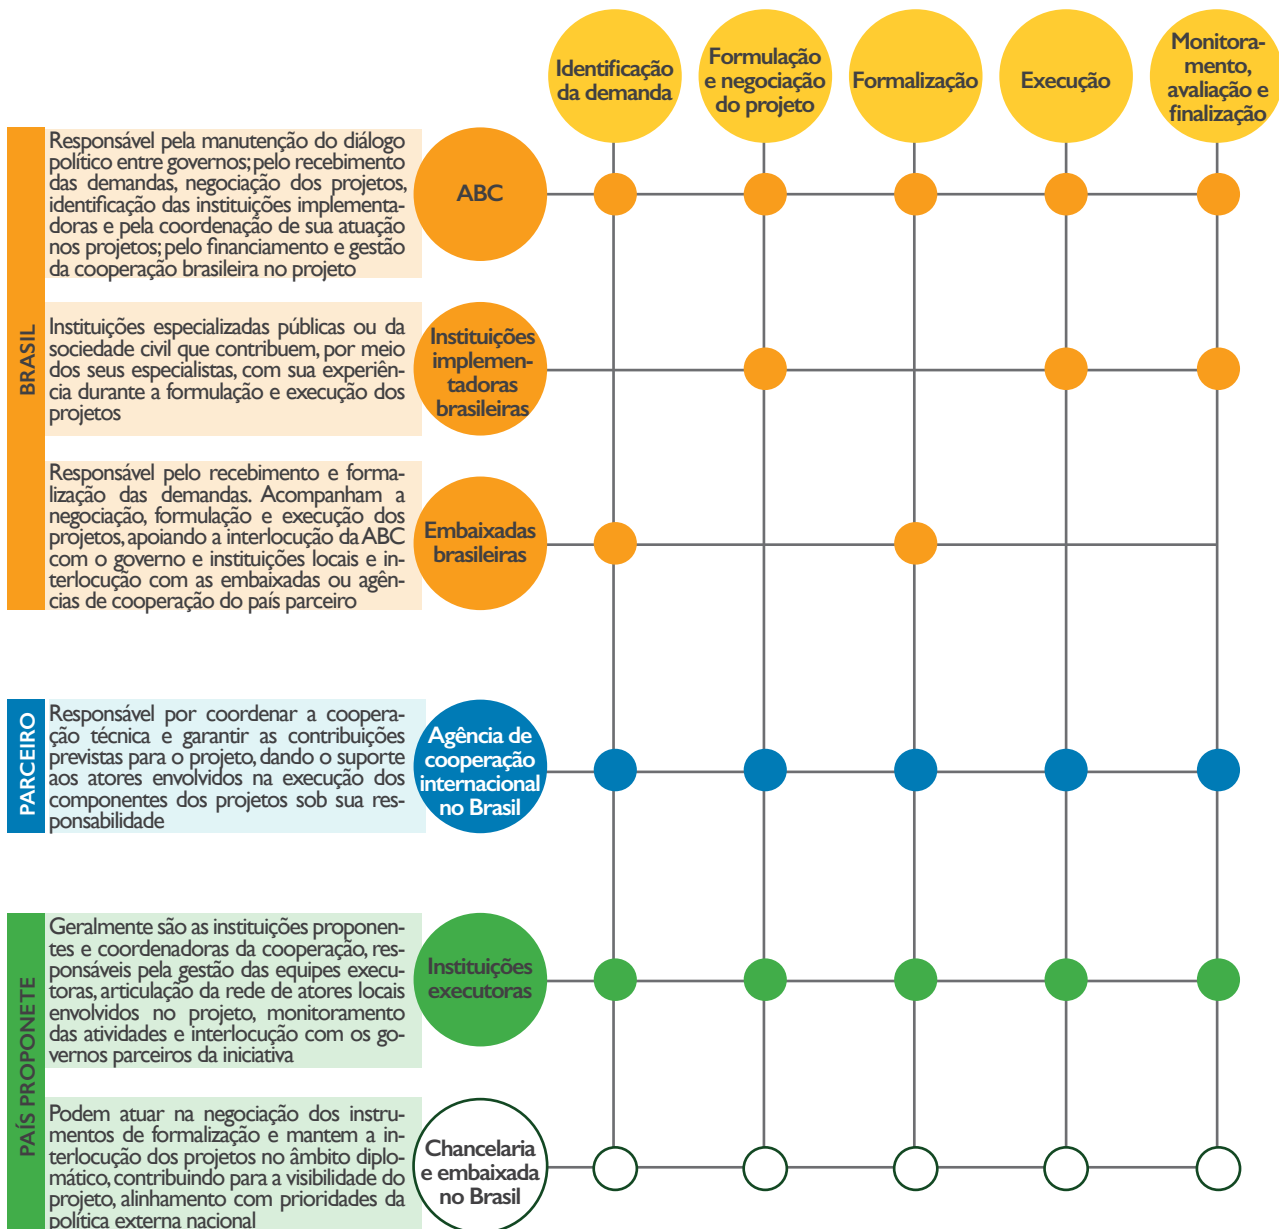 Identificação
da demanda
Formulação
e negociação
do projeto
Formalização
Execução
Monitora-
mento,
avaliação e
finalização
BRASIL
Responsável pela manutenção do diálogo
político entre governos; pelo recebimento
das demandas, negociação dos projetos,
identificação das instituições implementa-
doras e pela coordenação de sua atuação
nos projetos; pelo financiamento e gestão
da cooperação brasileira no projeto
ABC
Instituições especializadas públicas ou da
sociedade civil que contribuem, por meio
dos seus especialistas, com sua experiên-
cia durante a formulação e execução dos
projetos
Instituições
implemen-
tadoras
brasileiras
Responsável pelo recebimento e forma-
lização das demandas. Acompanham a
negociação, formulação e execução dos
projetos, apoiando a interlocução da ABC
com o governo e instituições locais e in-
terlocução com as embaixadas ou agên-
cias de cooperação do país parceiro
Embaixadas
brasileiras
PARCEIRO
Responsável por coordenar a coopera-
ção técnica e garantir as contribuições
previstas para o projeto, dando o suporte
aos atores envolvidos na execução dos
componentes dos projetos sob sua res-
ponsabilidade
Agência de
cooperação
internacional
no Brasil
PAÍS PROPONETE
Geralmente são as instituições proponen-
tes e coordenadoras da cooperação, res-
ponsáveis pela gestão das equipes execu-
toras, articulação da rede de atores locais
envolvidos no projeto, monitoramento
das atividades e interlocução com os go-
vernos parceiros da iniciativa
Instituições
executoras
Podem atuar na negociação dos instru-
mentos de formalização e mantem a in-
terlocução dos projetos no âmbito diplo-
mático, contribuindo para a visibilidade do
projeto, alinhamento com prioridades da
política externa nacional
Chancelaria
e embaixada
no Brasil